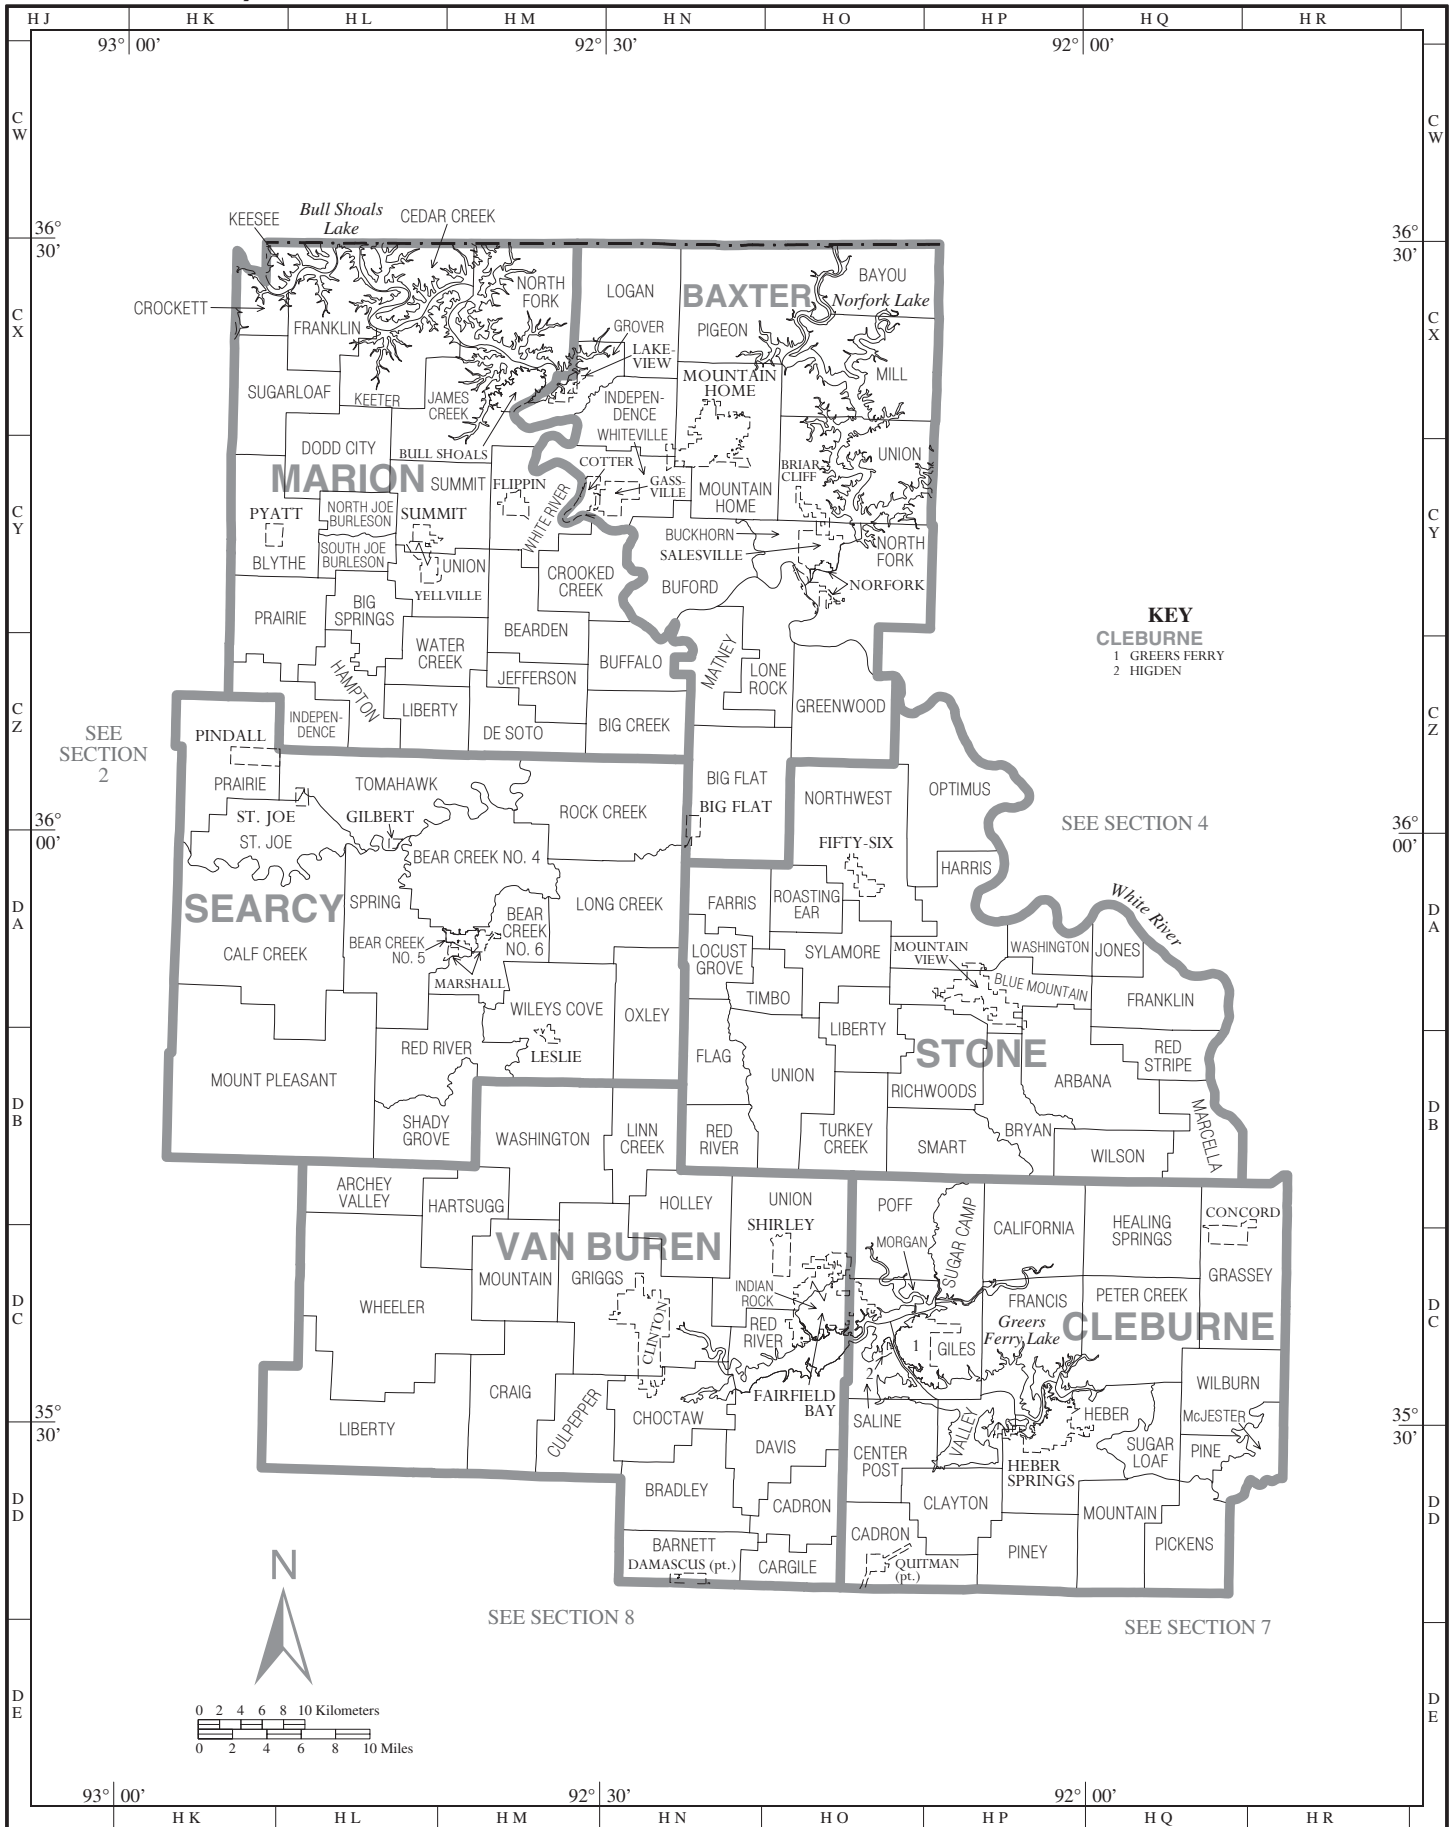 HJ
HK
HL
HM
HN
HO
HP
HQ
HR
93° 00'
92° 30'
92° 00'
C
W
C
W
Bull Shoals
Lake
KEESEE
CEDAR CREEK
36°
30'
36°
30'
NORTH
FORK
LOGAN
BAXTER
BAYOU
Norfork Lake
CROCKETT
C
X
C
X
FRANKLIN
PIGEON
GROVER
LAKE-
VIEW
MOUNTAIN
HOME
MILL
SUGARLOAF
KEETER
JAMES
CREEK
INDEPEN-
DENCE
WHITEVILLE
DODD CITY
BULL SHOALS
COTTER
BRIAR
CLIFF
UNION
MARION
SUMMIT
FLIPPIN
GASS-
VILLE
MOUNTAIN
HOME
WHITE RIVER
PYATT
NORTH JOE
BURLESON
SUMMIT
C
Y
C
Y
BUCKHORN
SALESVILLE
NORTH
FORK
BLYTHE
SOUTH JOE
BURLESON
UNION
CROOKED
CREEK
BUFORD
NORFORK
YELLVILLE
PRAIRIE
BIG
SPRINGS
BEARDEN
KEY
CLEBURNE
1 GREERS FERRY
2 HIGDEN
WATER
CREEK
BUFFALO
MATNEY
LONE
ROCK
HAMPTON
JEFFERSON
LIBERTY
GREENWOOD
INDEPEN-
DENCE
DE SOTO
BIG CREEK
C
Z
C
Z
SEE
SECTION
2
PINDALL
PRAIRIE
TOMAHAWK
BIG FLAT
OPTIMUS
ROCK CREEK
NORTHWEST
BIG FLAT
ST. JOE
GILBERT
SEE SECTION 4
36°
00'
36°
00'
ST. JOE
BEAR CREEK NO. 4
FIFTY-SIX
HARRIS
SEARCY
SPRING
LONG CREEK
FARRIS
ROASTING
EAR
White River
D
A
D
A
BEAR
CREEK
NO. 6
BEAR CREEK
NO. 5
CALF CREEK
LOCUST
GROVE
SYLAMORE
MOUNTAIN
VIEW
WASHINGTON
JONES
MARSHALL
BLUE MOUNTAIN
TIMBO
FRANKLIN
WILEYS COVE
OXLEY
LIBERTY
RED RIVER
LESLIE
FLAG
STONE
RED
STRIPE
MOUNT PLEASANT
UNION
RICHWOODS
ARBANA
D
B
D
B
SHADY
GROVE
WASHINGTON
LINN
CREEK
RED
RIVER
TURKEY
CREEK
SMART
BRYAN
WILSON
MARCELLA
ARCHEY
VALLEY
HARTSUGG
HOLLEY
UNION
SHIRLEY
POFF
SUGAR CAMP
CALIFORNIA
HEALING
SPRINGS
CONCORD
VAN BUREN
MORGAN
GRASSEY
MOUNTAIN
GRIGGS
INDIAN
ROCK
FRANCIS
PETER CREEK
WHEELER
RED
RIVER
Greers
Ferry Lake
CLEBURNE
D
C
D
C
CLINTON
1
GILES
2
CRAIG
FAIRFIELD
BAY
WILBURN
CULPEPPER
CHOCTAW
SALINE
VALLEY
HEBER
McJESTER
LIBERTY
DAVIS
CENTER
POST
SUGAR
LOAF
PINE
35°
30'
35°
30'
HEBER
SPRINGS
BRADLEY
CADRON
CLAYTON
MOUNTAIN
D
D
D
D
BARNETT
CADRON
PINEY
PICKENS
DAMASCUS (pt.)
CARGILE
QUITMAN
(pt.)
N
SEE SECTION 8
SEE SECTION 7
D
E
D
E
0 2 4 6 8 10 Kilometers
0 2 4 6 8 10 Miles
93° 00'
92° 30'
92° 00'
HK
HL
HM
HN
HO
HP
HQ
HR